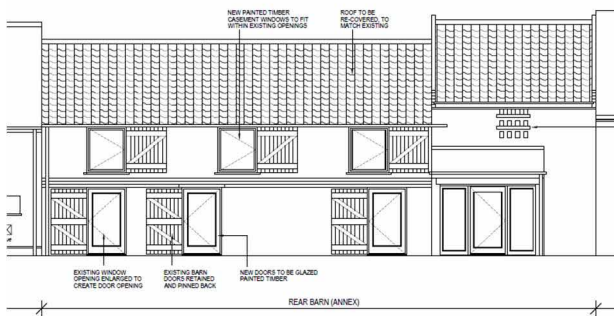 NEW PAINTED TIMBER
CASEMENT WINDOWS TO FIT
WITHIN EXISTING OPENINGS
ROOF TO BE
RE-COVERED, TO
MATCH EXISTING
EXISTING WINDOW
OPENING ENLARGED TO
CREATE DOOR OPENING
EXISTING BARN
DOORS RETAINED
AND PINNED BACK
NEW DOORS TO BE GLAZED
PAINTED TIMBER
REAR BARN (ANNEX)